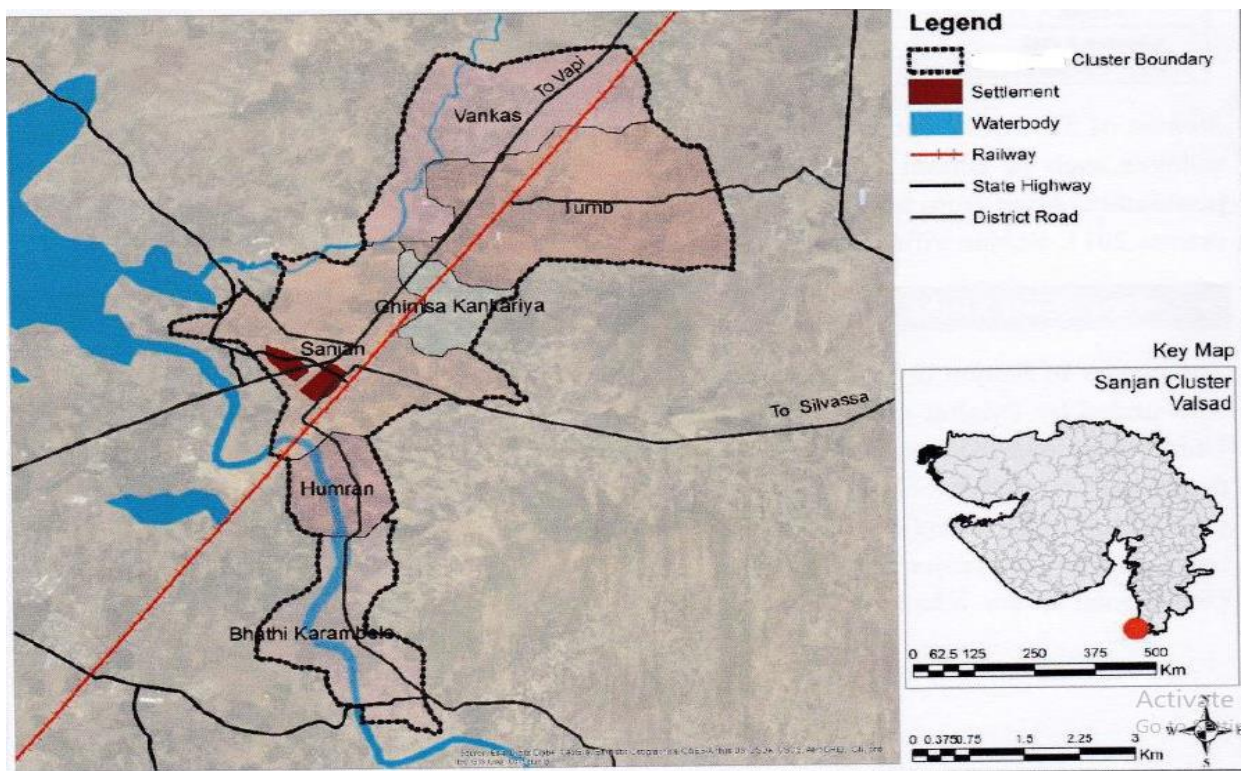 Legend
Cluster Boundary
Settlement
Waterbody
Railway
State Highway
District Road
To Vapi
Vankas
Tumb
Ghimsa Kankariya
Sanjan
To Silvassa
Humran
Bhathi Karambele
Key Map
Sanjan Cluster
Valsad
0 62.5 125 250 375 500
Km
Activate
0 0.375 0.75 1.5 2.25 3
Km
N
W E
S